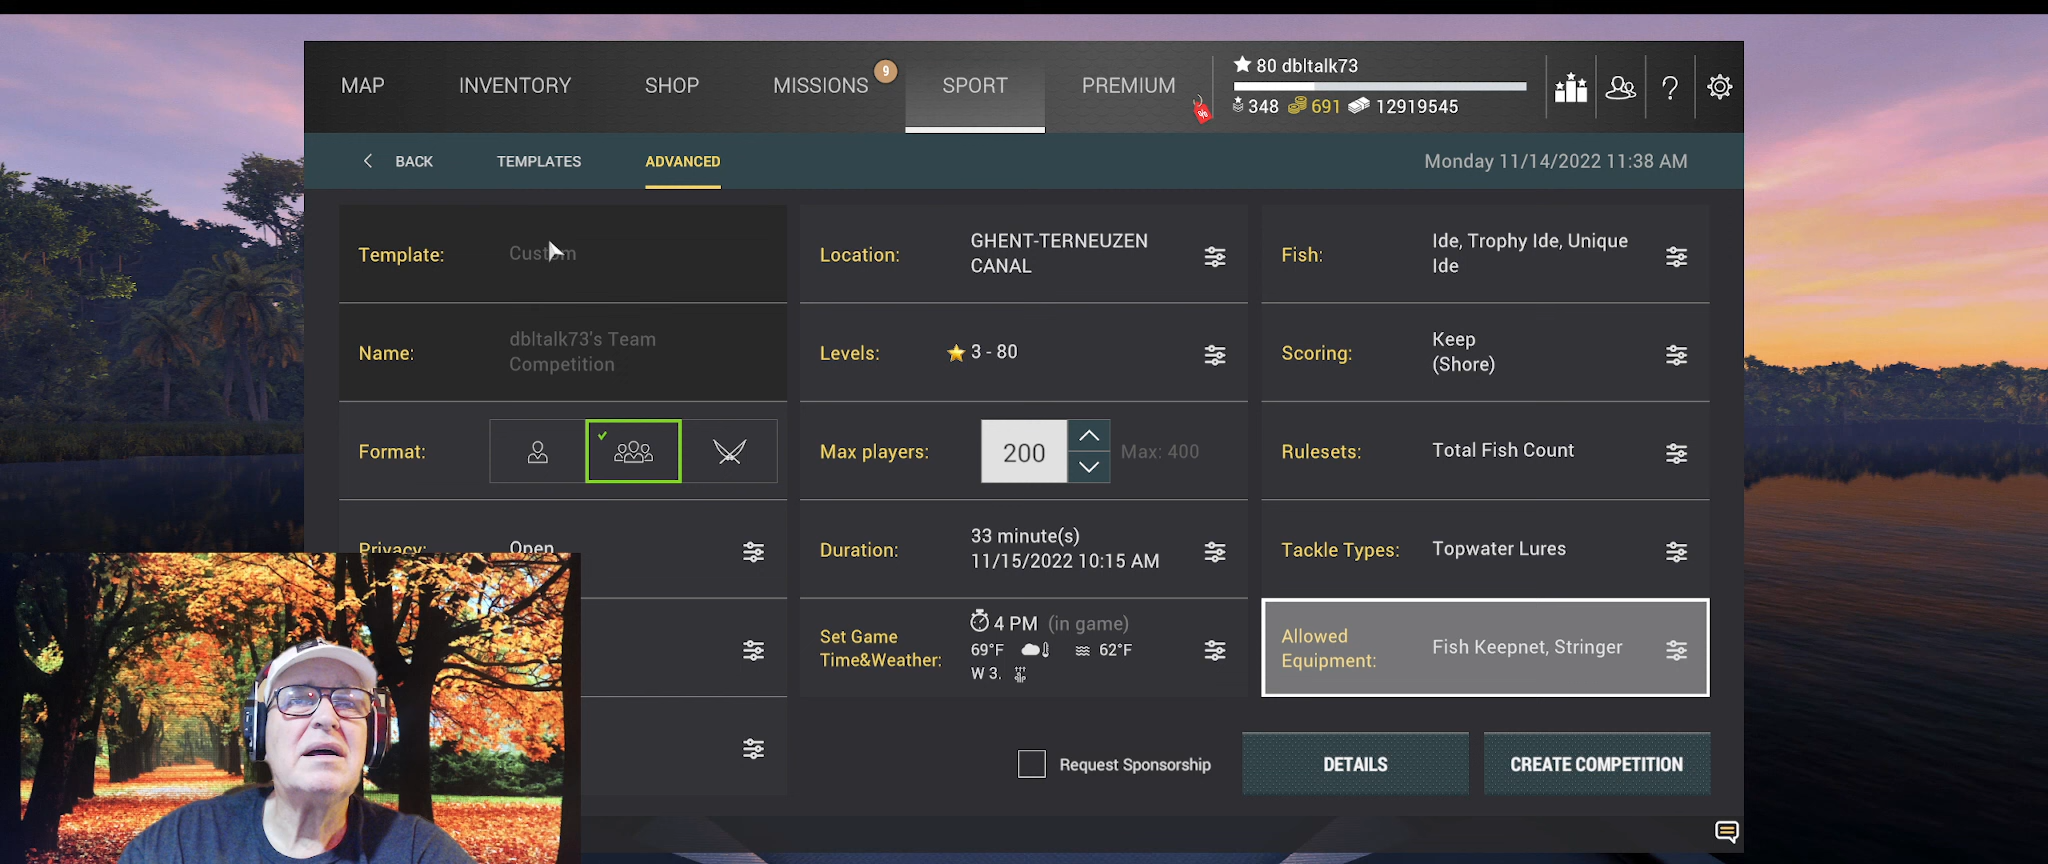 MAP INVENTORY SHOP MISSIONS 9 SPORT PREMIUM
80 dbltalk73
348 691 12919545
BACK TEMPLATES ADVANCED
Monday 11/14/2022 11:38 AM
Template: Custom
Name: dbltalk73's Team
Competition
Format:
Privacy: Open
Location: GHENT-TERNEUZEN
CANAL
Levels: 3 - 80
Max players: 200 Max: 400
Duration: 33 minute(s)
11/15/2022 10:15 AM
Set Game
Time&Weather:
4 PM (in game)
69°F 62°F
W 3.
Fish: Ide, Trophy Ide, Unique
Ide
Scoring: Keep
(Shore)
Rulesets: Total Fish Count
Tackle Types: Topwater Lures
Allowed
Equipment:
Fish Keepnet, Stringer
Request Sponsorship
DETAILS
CREATE COMPETITION